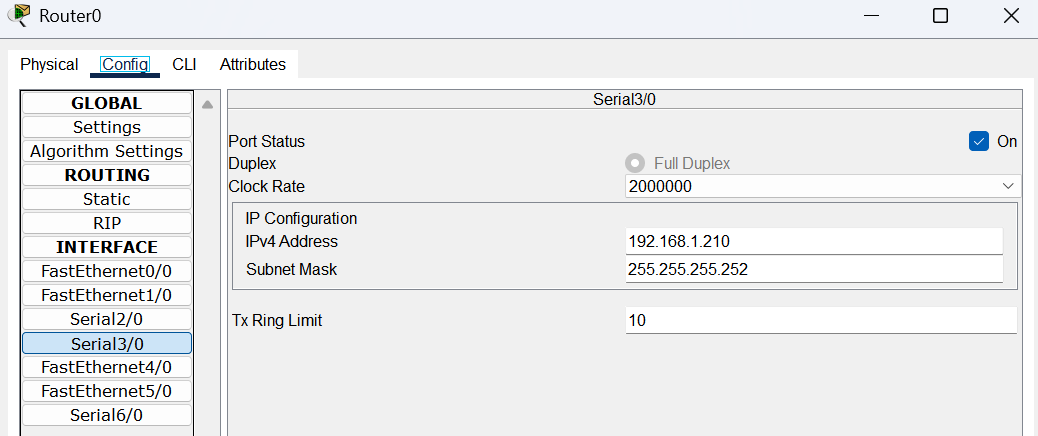 Router0
Physical Config CLI Attributes
GLOBAL
Settings
Algorithm Settings
ROUTING
Static
RIP
INTERFACE
FastEthernet0/0
FastEthernet1/0
Serial2/0
Serial3/0
FastEthernet4/0
FastEthernet5/0
Serial6/0
Serial3/0
Port Status On
Duplex Full Duplex
Clock Rate 2000000
IP Configuration
IPv4 Address 192.168.1.210
Subnet Mask 255.255.255.252
Tx Ring Limit 10